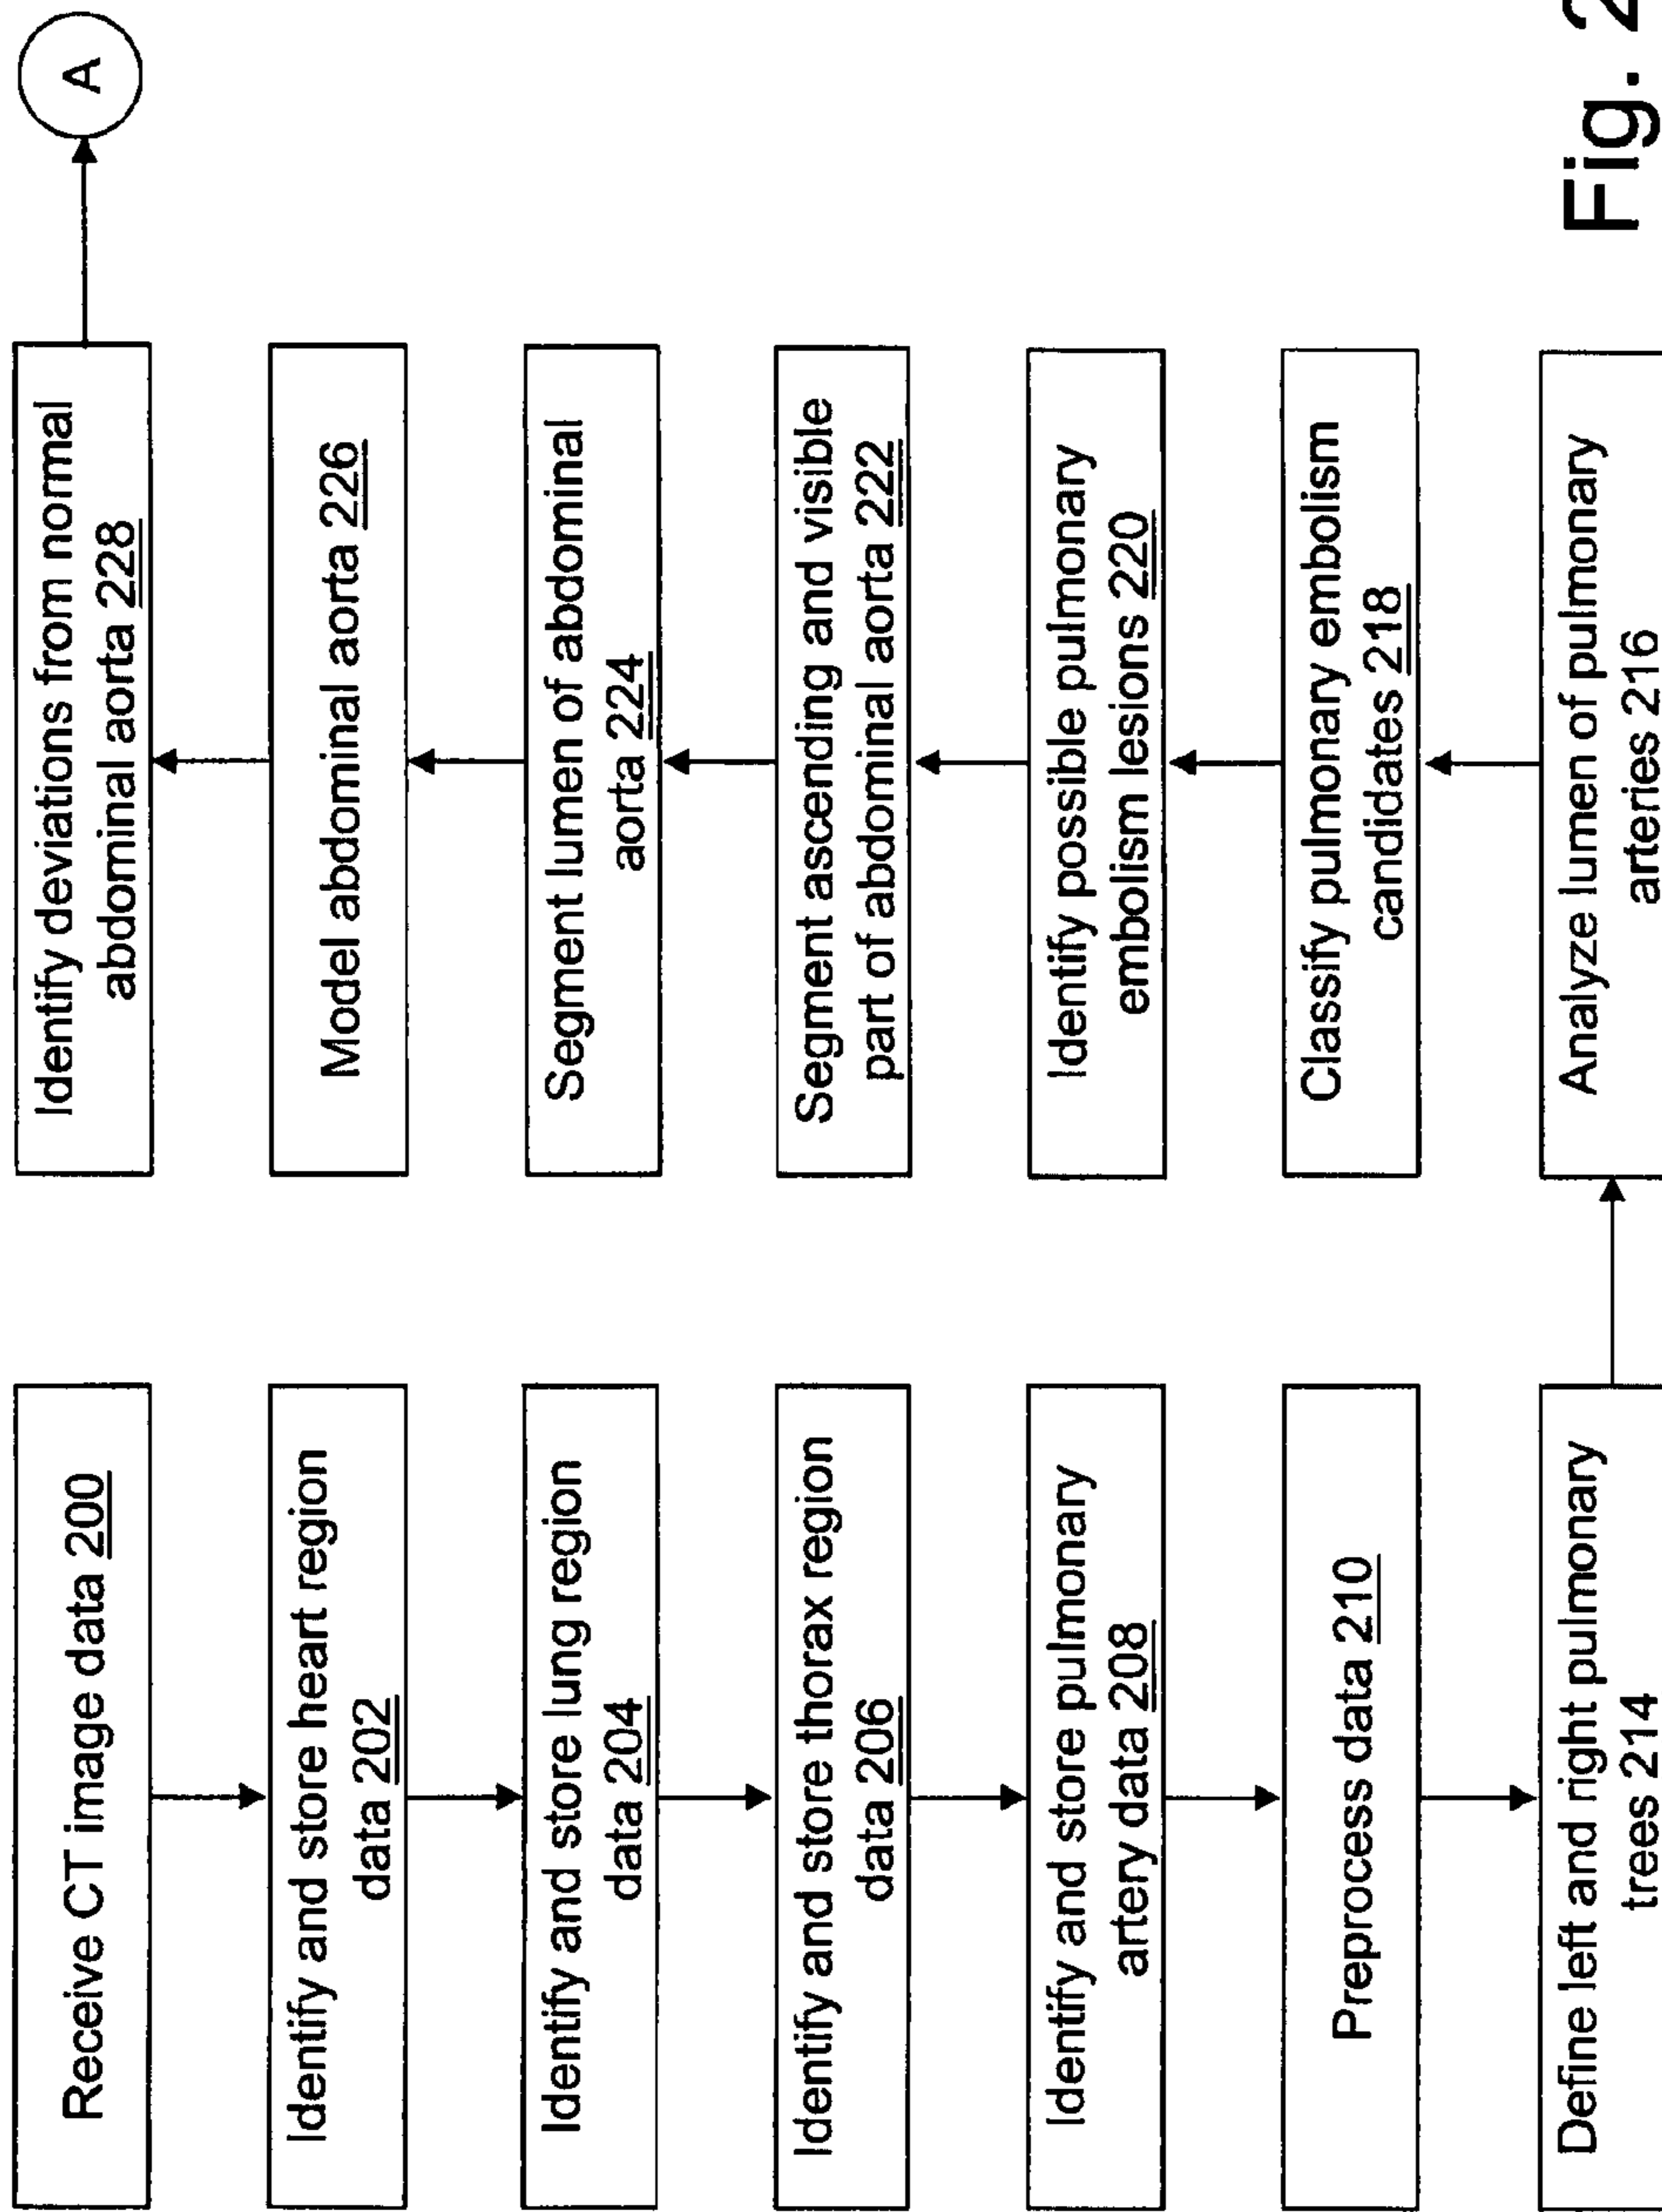 Receive CT image data 200
Identify and store heart region
data 202
Identify and store lung region
data 204
Identify and store thorax region
data 206
Identify and store pulmonary
artery data 208
Preprocess data 210
Define left and right pulmonary
trees 214
Analyze lumen of pulmonary
arteries 216
Classify pulmonary embolism
candidates 218
Identify possible pulmonary
embolism lesions 220
Segment ascending and visible
part of abdominal aorta 222
Segment lumen of abdominal
aorta 224
Model abdominal aorta 226
Identify deviations from normal
abdominal aorta 228
A
Fig. 2